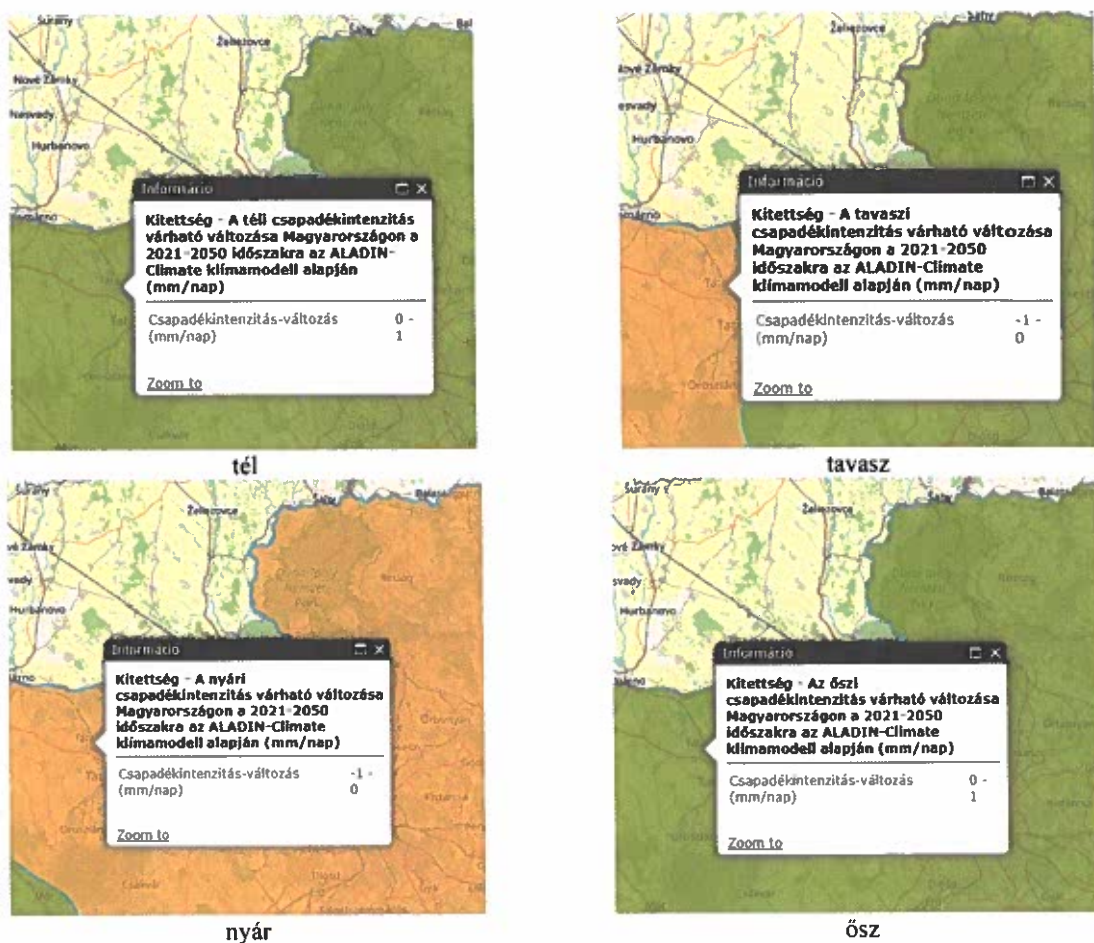 Šurany
Želiezovce
Šahy
Nové Zámky
Nesvady
Hurbanovo
Információ
Kitettség - A téli csapadékintenzitás
várható változása Magyarországon a
2021-2050 időszakra az ALADIN-
Climate klímamodell alapján
(mm/nap)
Csapadékintenzitás-változás 0 -
(mm/nap) 1
Zoom to
tél
Želiezovce
Šahy
esvady
Hurbanovo
Információ
Kitettség - A tavaszi
csapadékintenzitás várható változása
Magyarországon a 2021-2050
időszakra az ALADIN-Climate
klímamodell alapján (mm/nap)
Csapadékintenzitás-változás -1 -
(mm/nap) 0
Zoom to
tavasz
Šurany
Želiezovce
Šahy
Hurbanovo
Információ
Kitettség - A nyári
csapadékintenzitás várható változása
Magyarországon a 2021-2050
időszakra az ALADIN-Climate
klímamodell alapján (mm/nap)
Csapadékintenzitás-változás -1 -
(mm/nap) 0
Zoom to
nyár
Šurany
Želiezovce
Šahy
Hurbanovo
Információ
Kitettség - Az őszi
csapadékintenzitás várható változása
Magyarországon a 2021-2050
időszakra az ALADIN-Climate
klímamodell alapján (mm/nap)
Csapadékintenzitás-változás 0 -
(mm/nap) 1
Zoom to
ősz